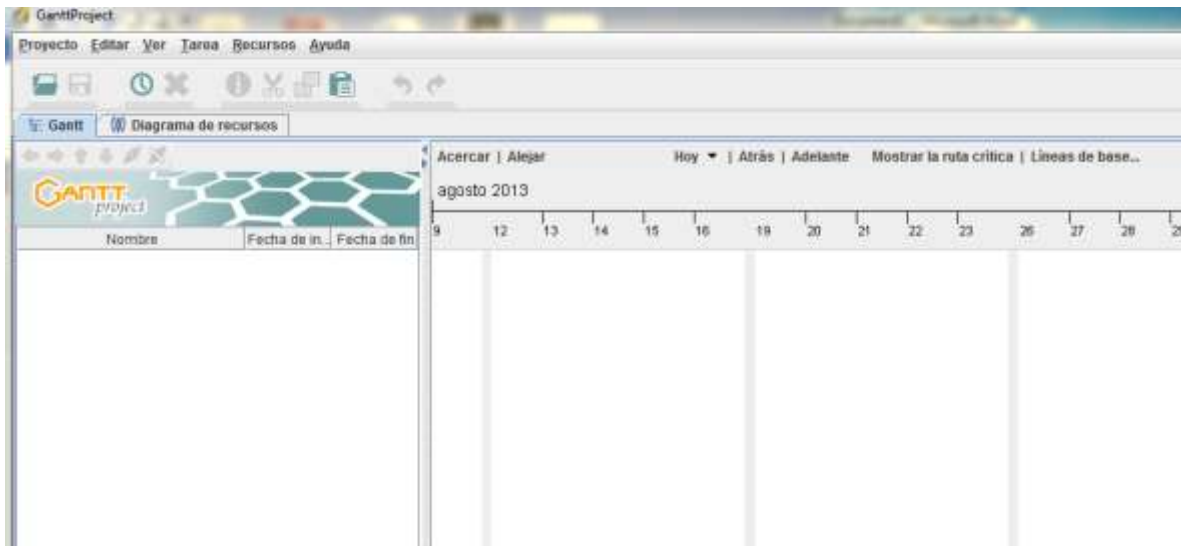 GanttProject
Proyecto Editar Ver Tarea Recursos Ayuda
Gantt Diagrama de recursos
Acercar | Alejar Hoy | Atrás | Adelante Mostrar la ruta crítica | Líneas de base...
GANTT
project
agosto 2013
Nombre Fecha de in... Fecha de fin
9 12 13 14 15 16 19 20 21 22 23 26 27 28